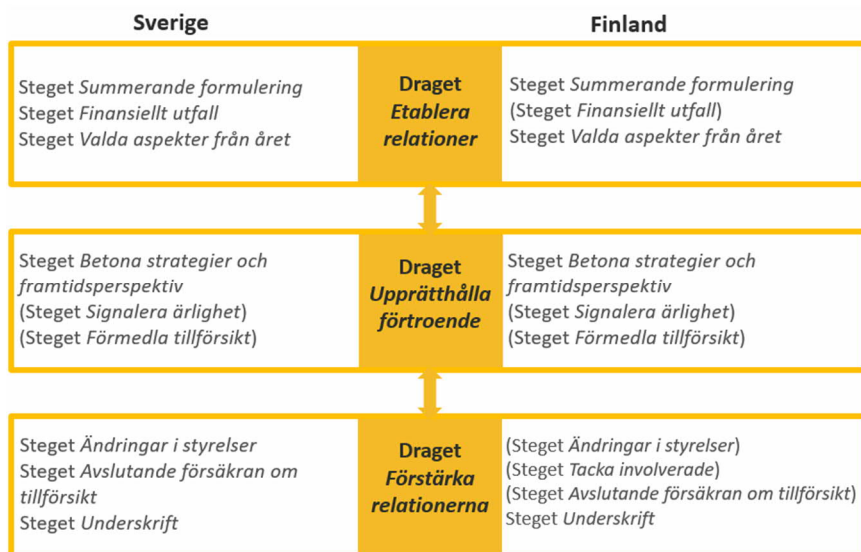 Sverige
Finland
Steget Summerande formulering
Steget Finansiellt utfall
Steget Valda aspekter från året
Draget
Etablera
relationer
Steget Summerande formulering
(Steget Finansiellt utfall)
Steget Valda aspekter från året
Steget Betona strategier och
framtidsperspektiv
(Steget Signalera ärlighet)
(Steget Förmedla tillförsikt)
Draget
Upprätthålla
förtroende
Steget Betona strategier och
framtidsperspektiv
(Steget Signalera ärlighet)
(Steget Förmedla tillförsikt)
Steget Ändringar i styrelser
Steget Avslutande försäkran om
tillförsikt
Steget Underskrift
Draget
Förstärka
relationerna
(Steget Ändringar i styrelser)
(Steget Tacka involverade)
(Steget Avslutande försäkran om tillförsikt)
Steget Underskrift